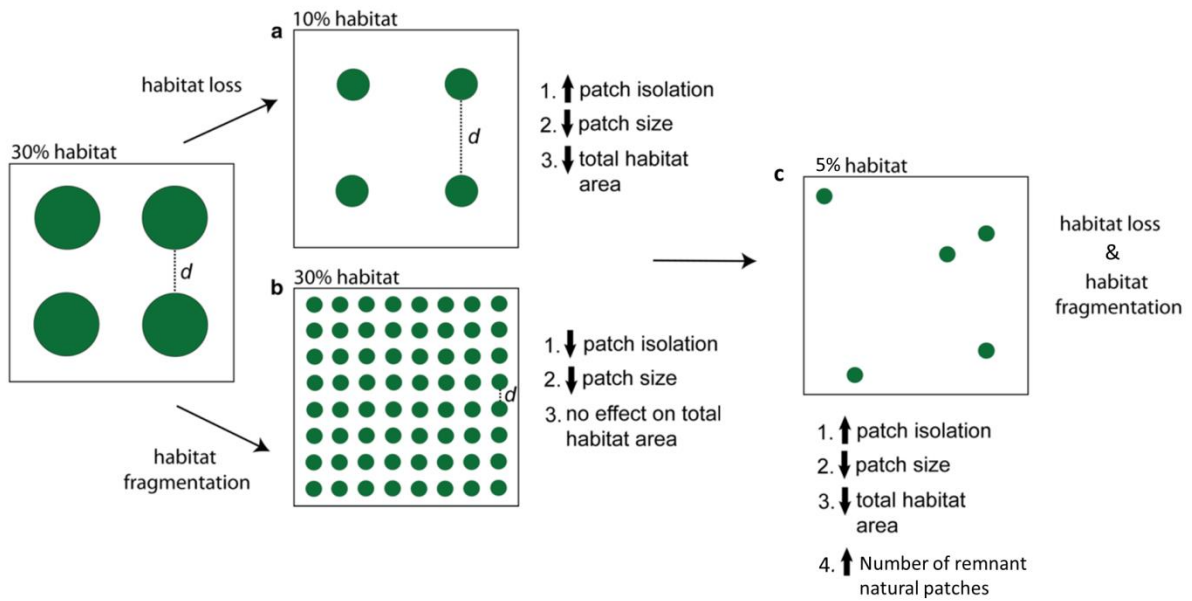 30% habitat
d
habitat loss
habitat
fragmentation
a
10% habitat
d
1. ⬆ patch isolation
2. ⬇ patch size
3. ⬇ total habitat
area
b
30% habitat
d
1. ⬇ patch isolation
2. ⬇ patch size
3. no effect on total
habitat area
c
5% habitat
habitat loss
&
habitat
fragmentation
1. ⬆ patch isolation
2. ⬇ patch size
3. ⬇ total habitat
area
4. ⬆ Number of remnant
natural patches